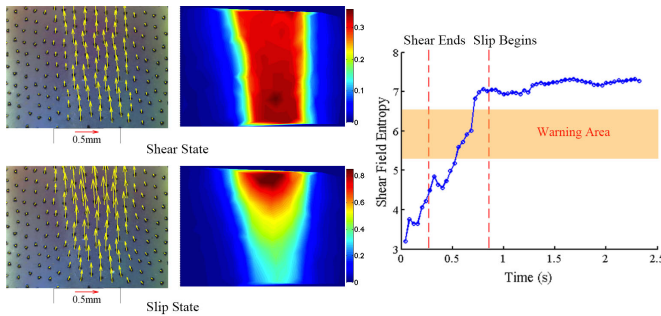 0.5mm
0.3
0.2
0.1
0
Shear State
0.5mm
0.8
0.6
0.4
0.2
0
Slip State
Shear Ends
Slip Begins
8
7
6
5
4
3
Shear Field Entropy
Warning Area
0
0.5
1
1.5
2
2.5
Time (s)